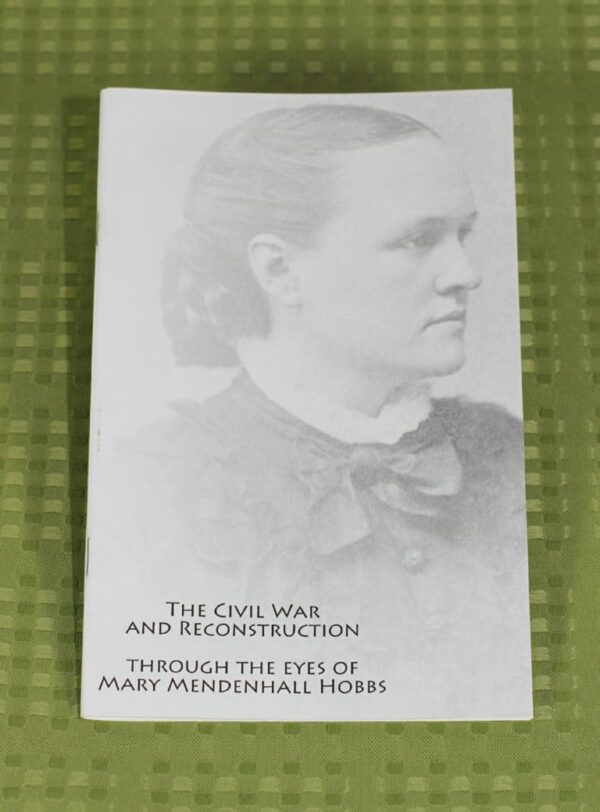 The Civil War
and Reconstruction
through the eyes of
Mary Mendenhall Hobbs